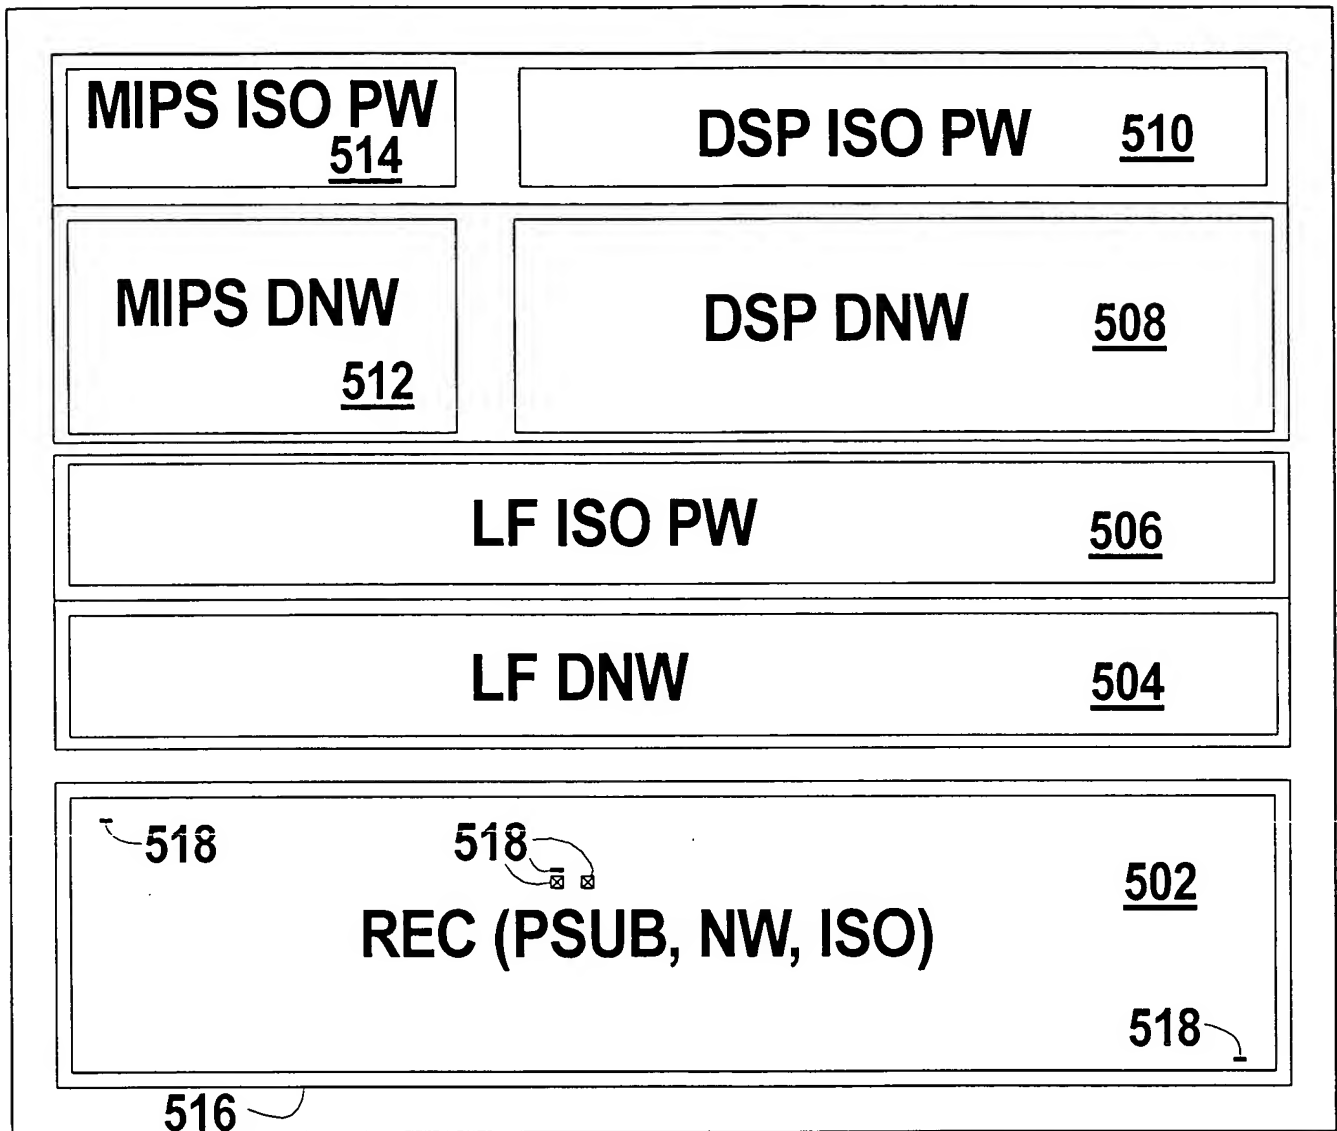 MIPS ISO PW
514
DSP ISO PW 510
MIPS DNW
512
DSP DNW 508
LF ISO PW 506
LF DNW 504
518
518
502
REC (PSUB, NW, ISO)
518
516